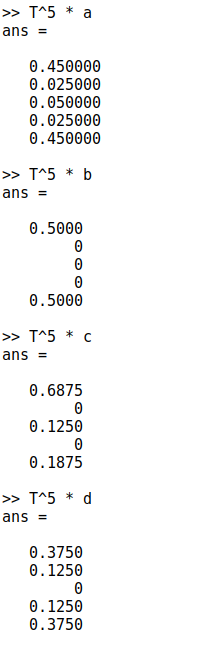 >> T^5 * a
ans =
0.450000
0.025000
0.050000
0.025000
0.450000
>> T^5 * b
ans =
0.5000
0
0
0
0.5000
>> T^5 * c
ans =
0.6875
0
0.1250
0
0.1875
>> T^5 * d
ans =
0.3750
0.1250
0
0.1250
0.3750